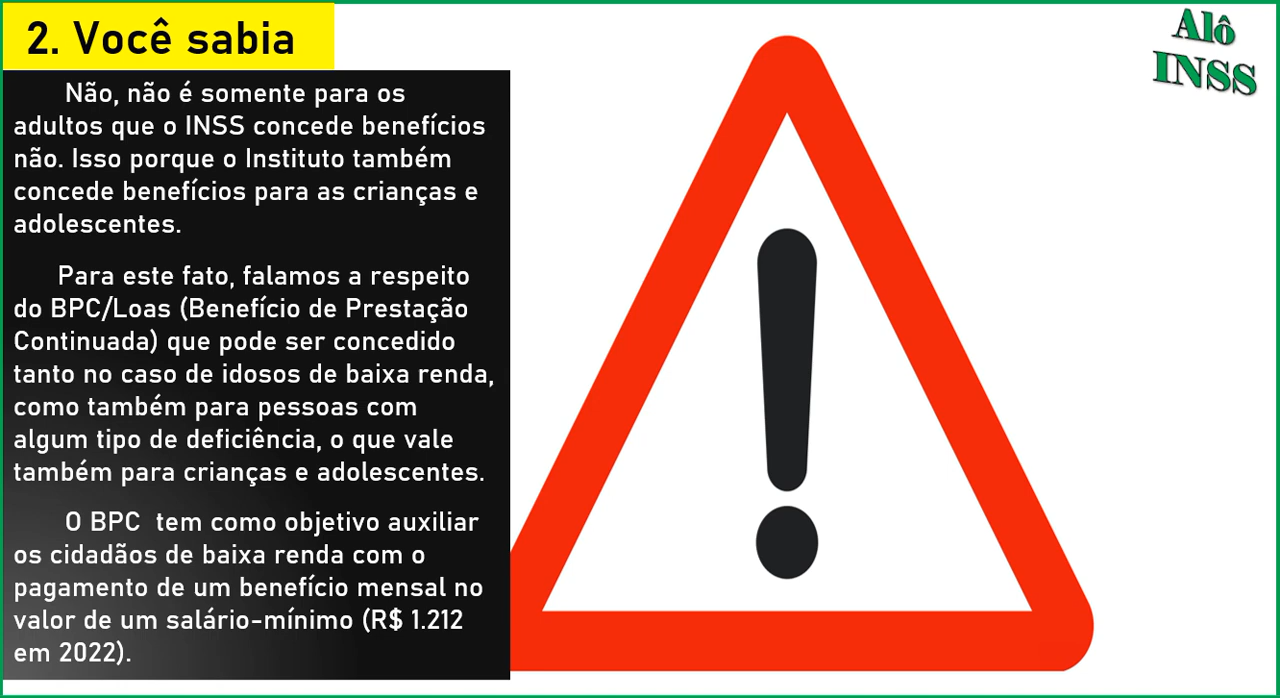 2. Você sabia
Alô
INSS
Não, não é somente para os
adultos que o INSS concede benefícios
não. Isso porque o Instituto também
concede benefícios para as crianças e
adolescentes.
Para este fato, falamos a respeito
do BPC/Loas (Benefício de Prestação
Continuada) que pode ser concedido
tanto no caso de idosos de baixa renda,
como também para pessoas com
algum tipo de deficiência, o que vale
também para crianças e adolescentes.
O BPC tem como objetivo auxiliar
os cidadãos de baixa renda com o
pagamento de um benefício mensal no
valor de um salário-mínimo (R$ 1.212
em 2022).